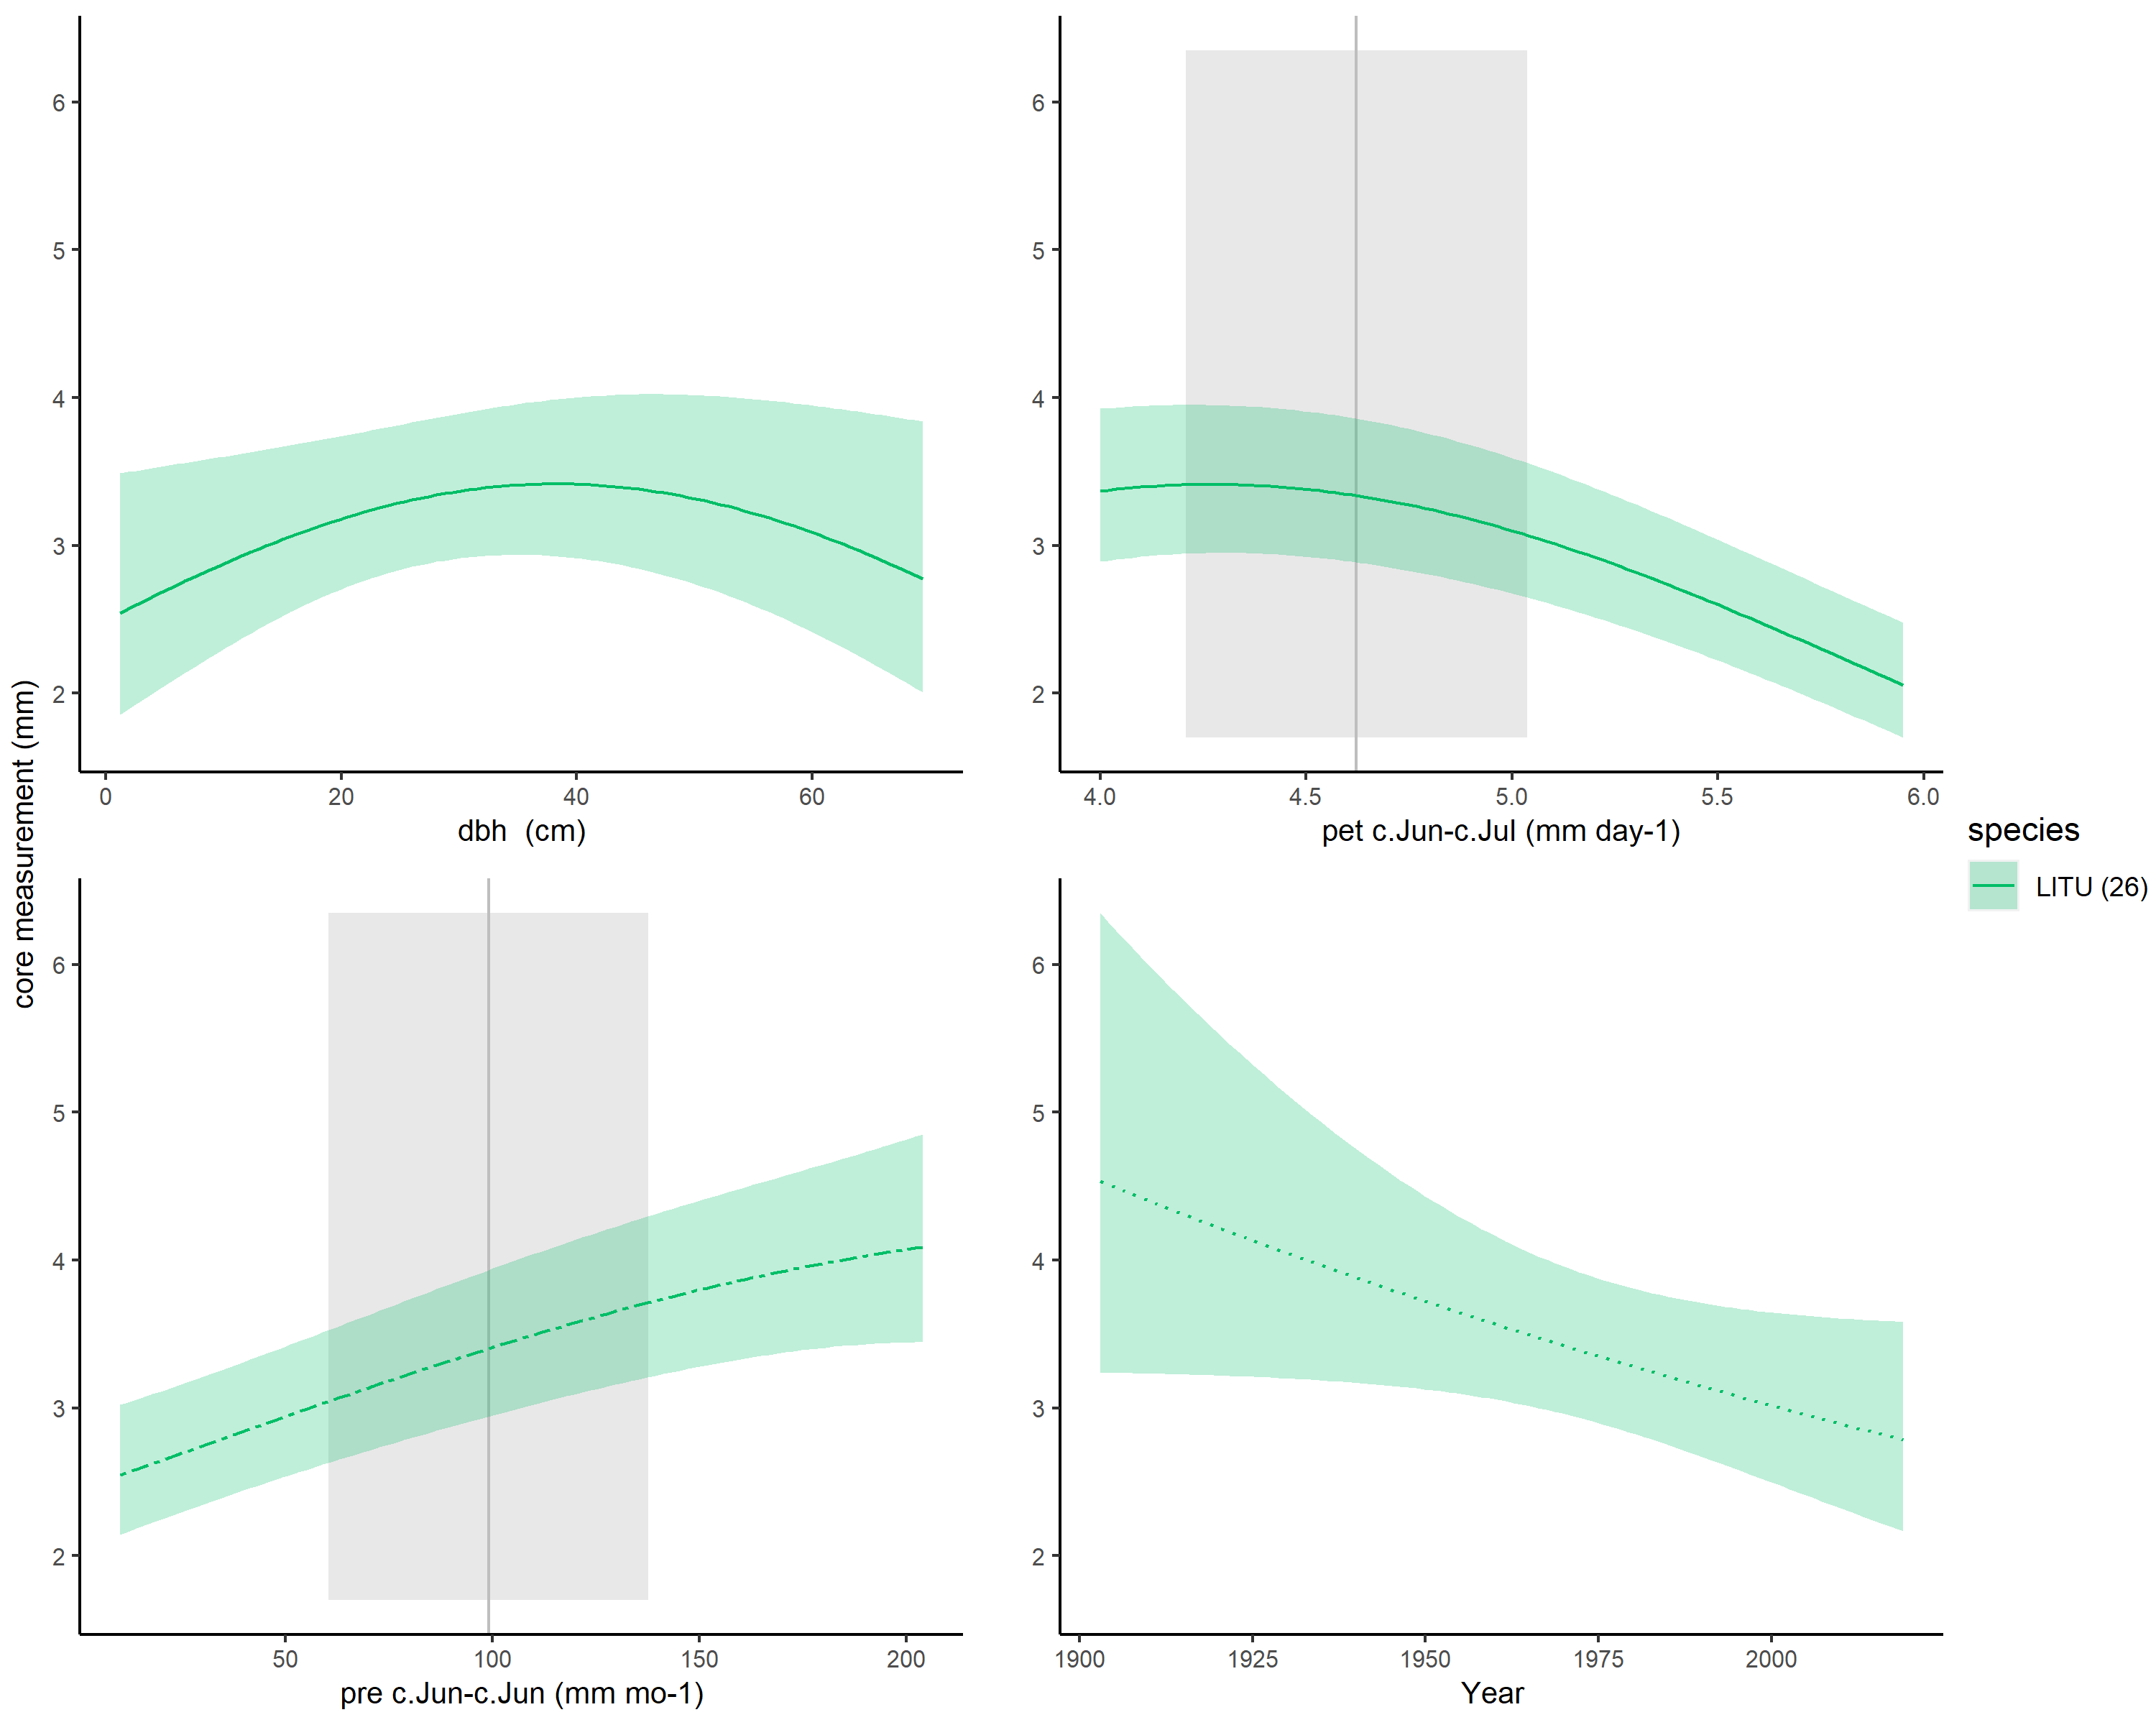 core measurement (mm)
6
5
4
3
2
0 20 40 60
dbh (cm)
6
5
4
3
2
4.0 4.5 5.0 5.5 6.0
pet c.Jun-c.Jul (mm day-1)
6
5
4
3
2
50 100 150 200
pre c.Jun-c.Jun (mm mo-1)
6
5
4
3
2
1900 1925 1950 1975 2000
Year
species
LITU (26)